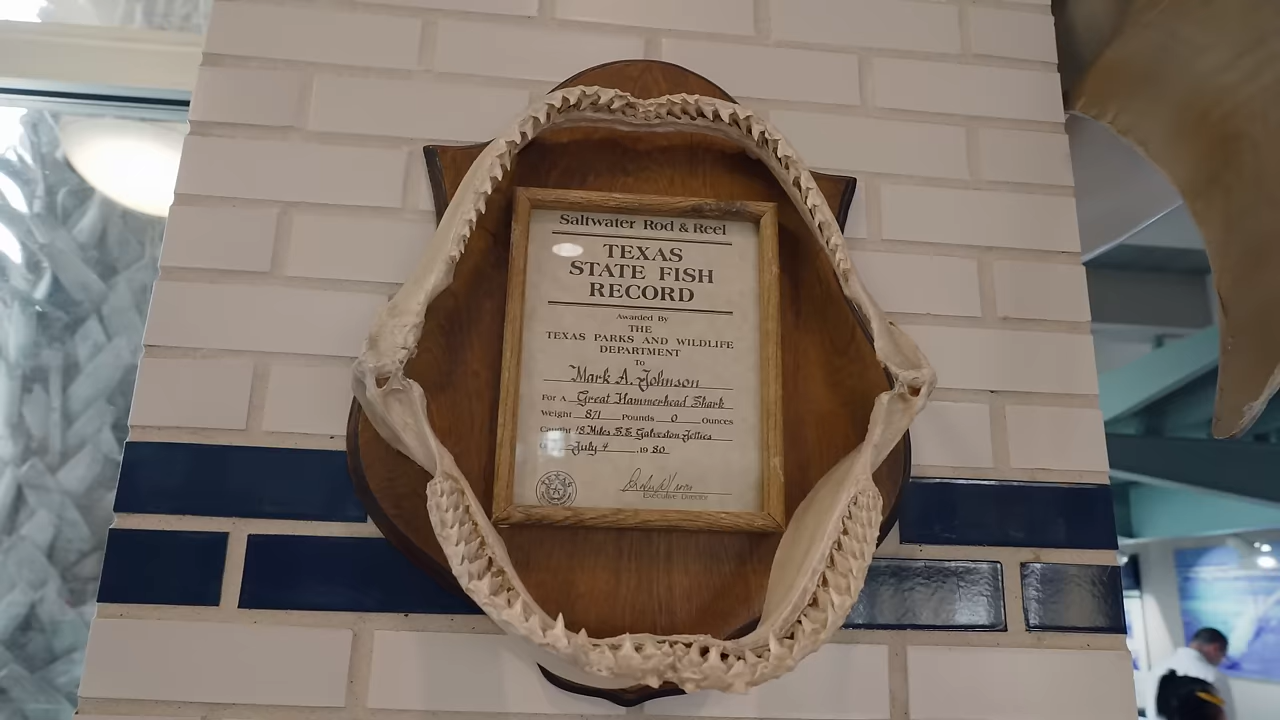 Saltwater Rod & Reel
TEXAS
STATE FISH
RECORD
Awarded By
THE
TEXAS PARKS AND WILDLIFE
DEPARTMENT
To
Mark A. Johnson
For A Great Hammerhead Shark
Weight 871 Pounds 0 Ounces
Caught 18 Miles S.E. Galveston Jetties
July 4, 19 80
Executive Director